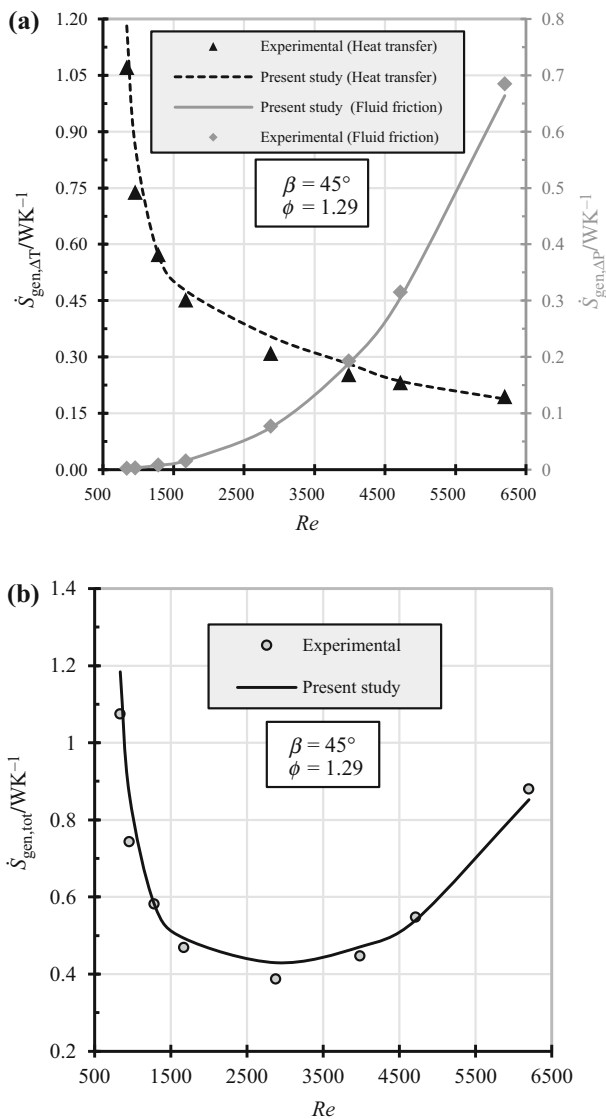 (a)
1.20
1.05
0.90
0.75
0.60
0.45
0.30
0.15
0.00
Ṡgen,ΔT/WK⁻¹
Experimental (Heat transfer)
Present study (Heat transfer)
Present study (Fluid friction)
Experimental (Fluid friction)
β = 45°
ϕ = 1.29
0.8
0.7
0.6
0.5
0.4
0.3
0.2
0.1
0
Ṡgen,ΔP/WK⁻¹
500 1500 2500 3500 4500 5500 6500
Re
(b)
1.4
1.2
1
0.8
0.6
0.4
0.2
Ṡgen,tot/WK⁻¹
Experimental
Present study
β = 45°
ϕ = 1.29
500 1500 2500 3500 4500 5500 6500
Re